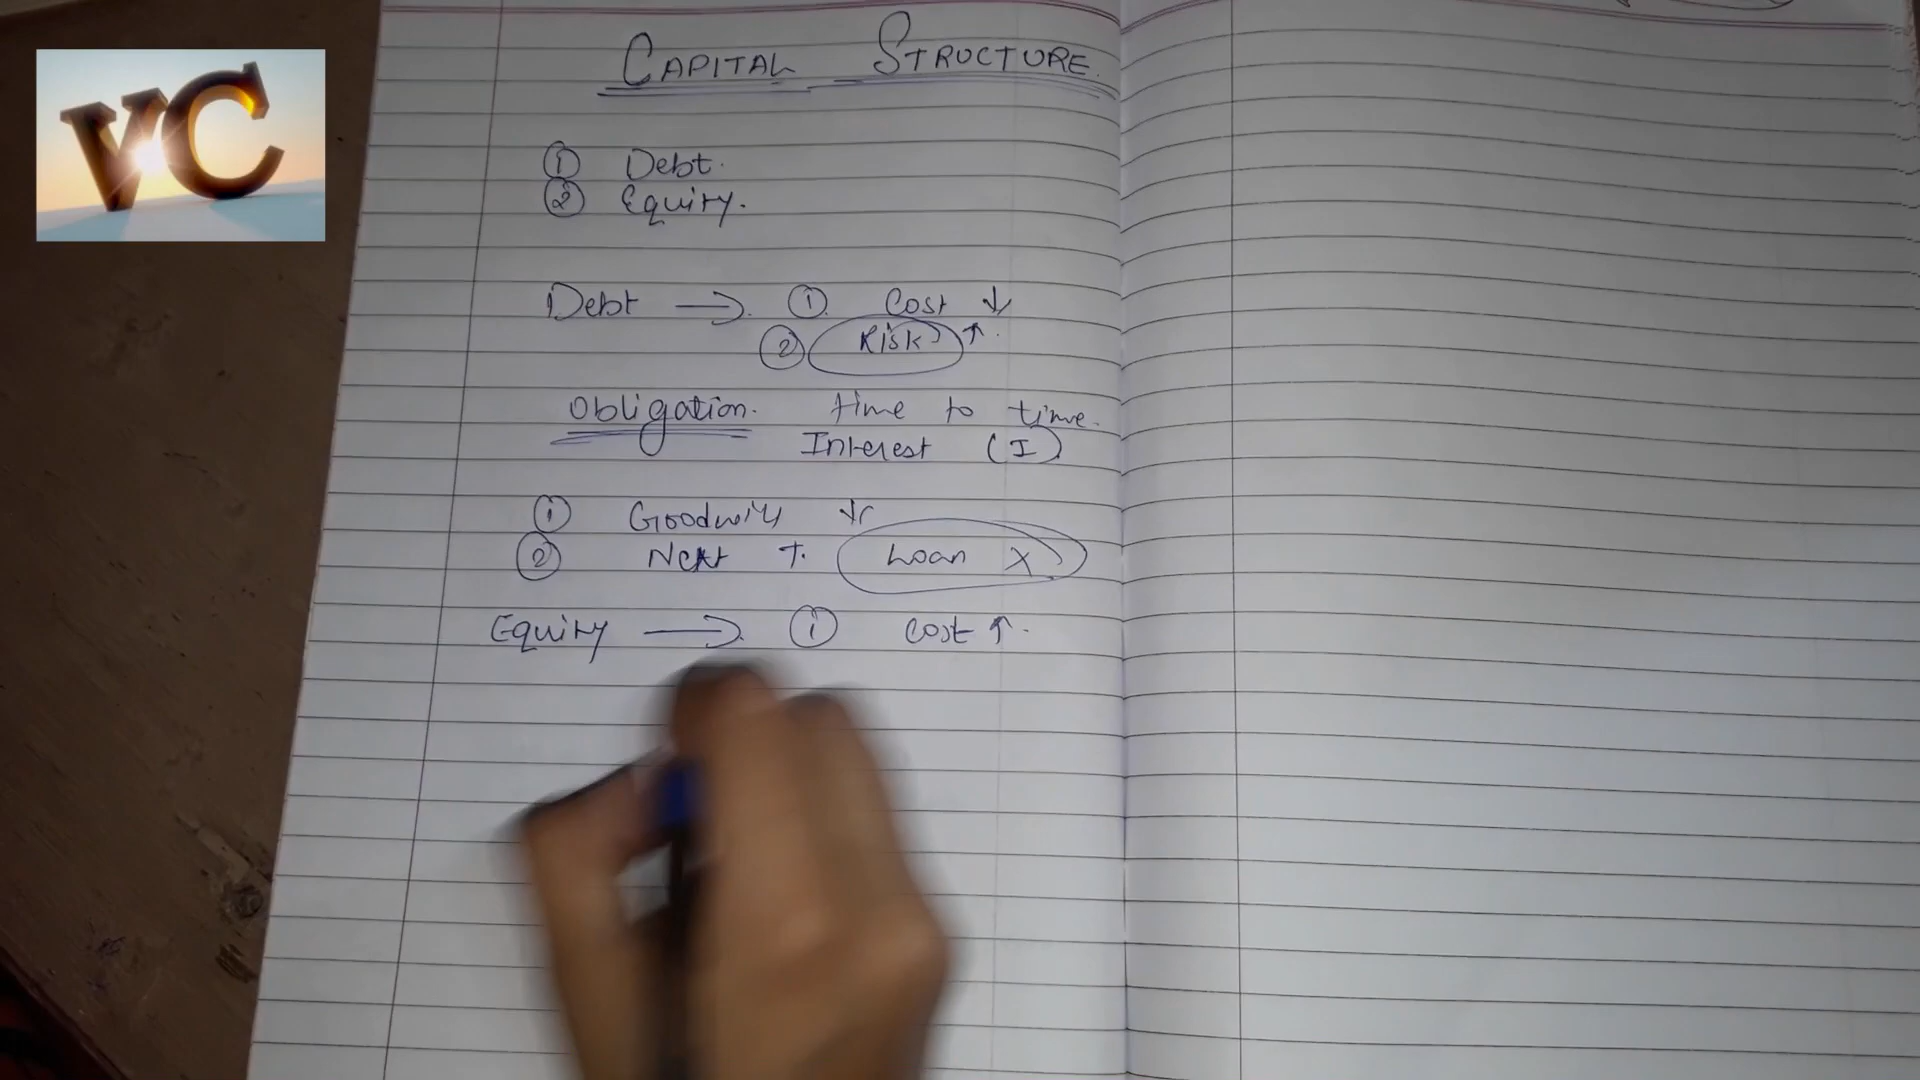 VC
CAPITAL STRUCTURE.
① Debt.
② Equity.
Debt → ① Cost ↓
② Risk ↑.
Obligation. time to time.
Interest (I)
① Goodwill ↓
② Next T. Loan X
Equity → ① Cost ↑.